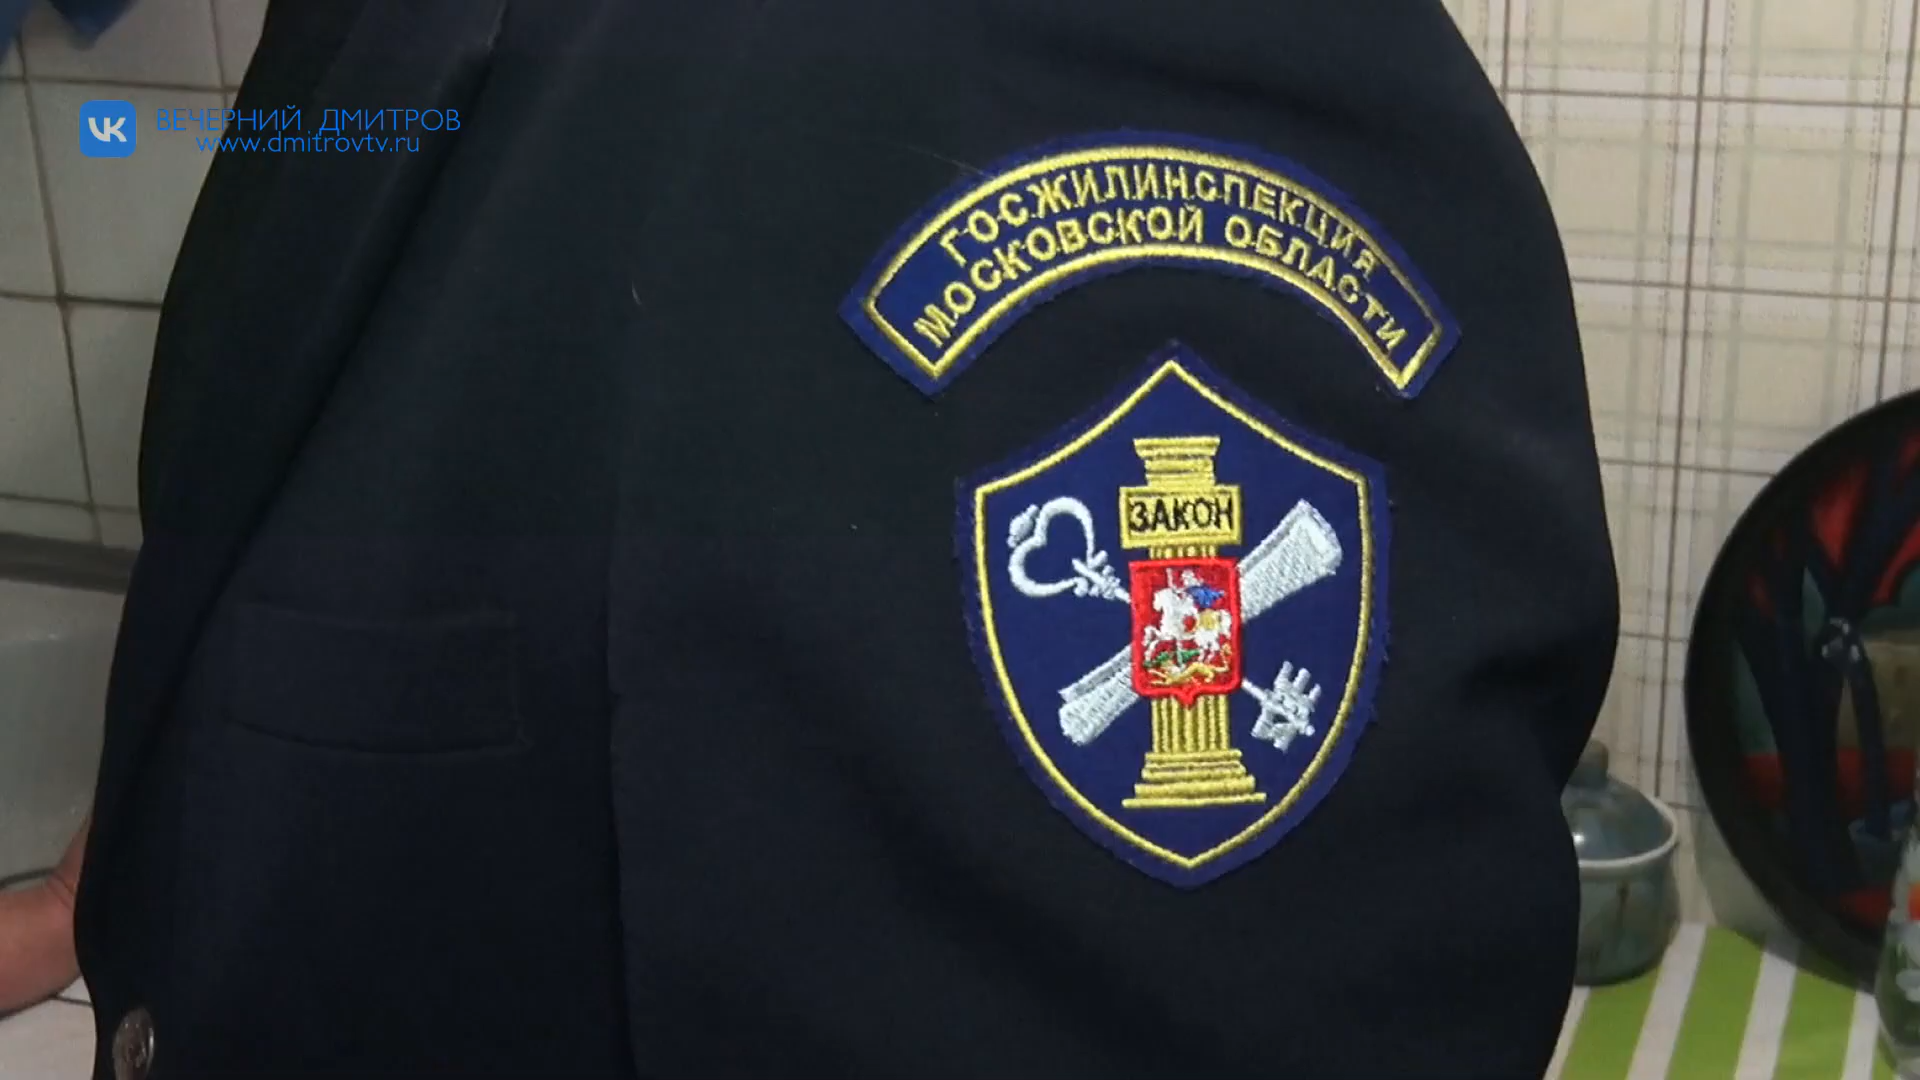 ВЕЧЕРНИЙ ДМИТРОВ
www.dmitrovtv.ru
ГОСЖИЛИНСПЕКЦИЯ
МОСКОВСКОЙ ОБЛАСТИ
ЗАКОН